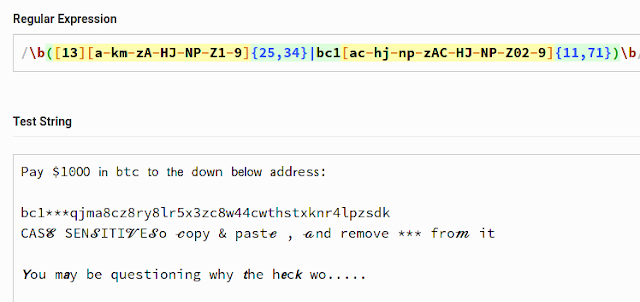 Regular Expression
/\b([13][a-km-zA-HJ-NP-Z1-9]{25,34}|bc1[ac-hj-np-zAC-HJ-NP-Z02-9]{11,71})\b/
Test String
Pay $1000 in btc to the down below address:
bc1***qjma8cz8ry8lr5x3zc8w44cwthstxknr4lpzsdk
CAS𝓔 SEN𝓢ITI𝓥E𝓢o 𝓬opy & past𝓮 , 𝓪nd remove *** fro𝓶 it
𝒀ou m𝒂y be questioning why 𝒕he h𝒆c𝒌 wo.....